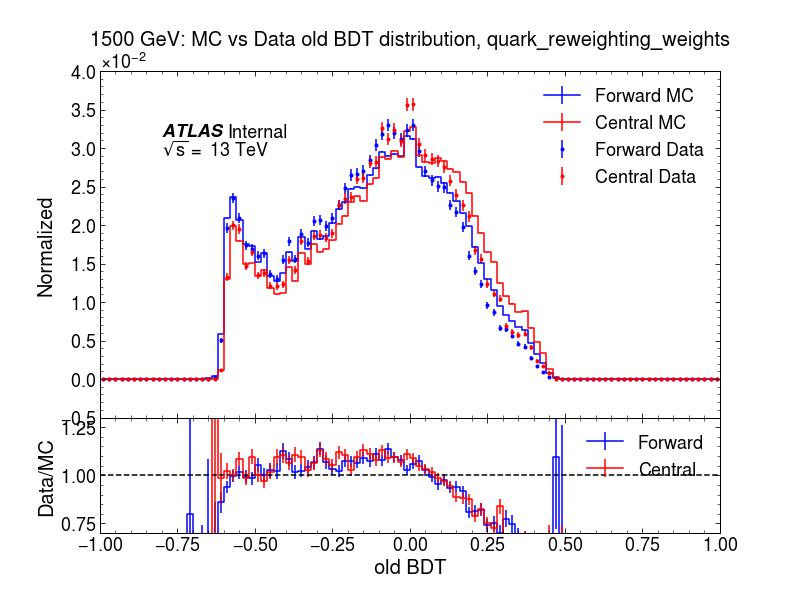 1500 GeV: MC vs Data old BDT distribution, quark_reweighting_weights
×10⁻²
4.0
3.5
3.0
2.5
2.0
1.5
1.0
0.5
0.0
−0.5
Normalized
ATLAS Internal
√s = 13 TeV
Forward MC
Central MC
Forward Data
Central Data
1.25
1.00
0.75
Data/MC
Forward
Central
−1.00 −0.75 −0.50 −0.25 0.00 0.25 0.50 0.75 1.00
old BDT